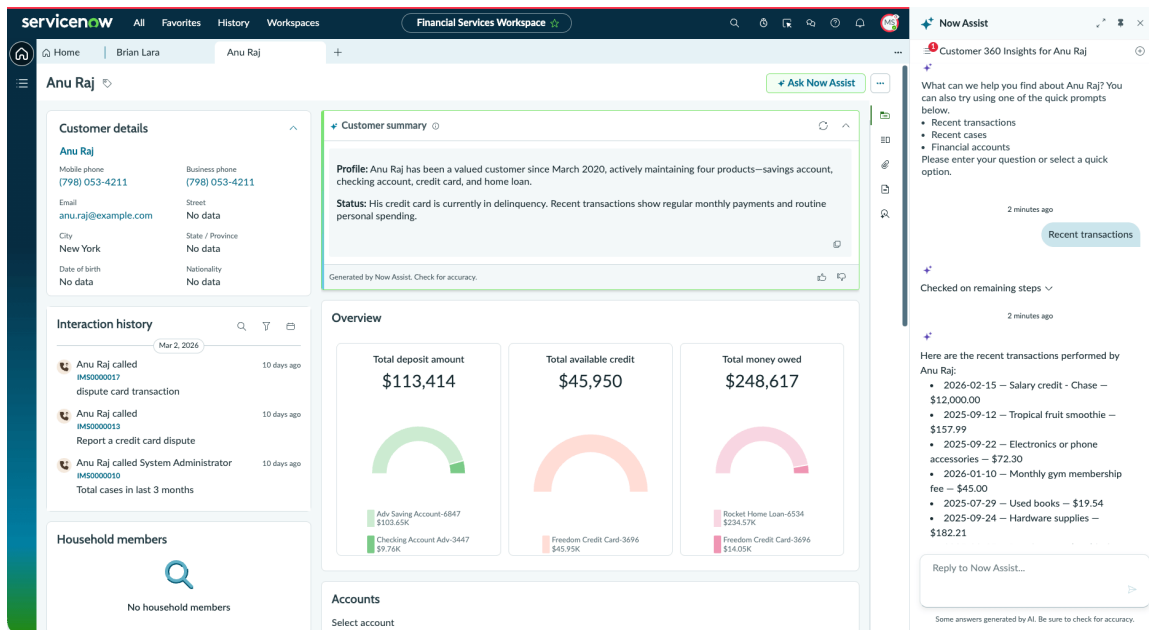 servicenow
All Favorites History Workspaces
Financial Services Workspace
MS
Home
Brian Lara
Anu Raj
Anu Raj
Ask Now Assist
Customer details
Anu Raj
Mobile phone
(798) 053-4211
Business phone
(798) 053-4211
Email
anu.raj@example.com
Street
No data
City
New York
State / Province
No data
Date of birth
No data
Nationality
No data
Interaction history
Mar 2, 2026
Anu Raj called
10 days ago
IMS0000017
dispute card transaction
Anu Raj called
10 days ago
IMS0000013
Report a credit card dispute
Anu Raj called System Administrator
10 days ago
IMS0000010
Total cases in last 3 months
Household members
No household members
Customer summary
Profile: Anu Raj has been a valued customer since March 2020, actively maintaining four products—savings account,
checking account, credit card, and home loan.
Status: His credit card is currently in delinquency. Recent transactions show regular monthly payments and routine
personal spending.
Generated by Now Assist. Check for accuracy.
Overview
Total deposit amount
$113,414
Adv Saving Account-6847
$103.65K
Checking Account Adv-3447
$9.76K
Total available credit
$45,950
Freedom Credit Card-3696
$45.95K
Total money owed
$248,617
Rocket Home Loan-6534
$234.57K
Freedom Credit Card-3696
$14.05K
Accounts
Select account
Now Assist
1
Customer 360 Insights for Anu Raj
What can we help you find about Anu Raj? You
can also try using one of the quick prompts
below.
• Recent transactions
• Recent cases
• Financial accounts
Please enter your question or select a quick
option.
2 minutes ago
Recent transactions
Checked on remaining steps
2 minutes ago
Here are the recent transactions performed by
Anu Raj:
• 2026-02-15 — Salary credit - Chase —
$12,000.00
• 2025-09-12 — Tropical fruit smoothie —
$157.99
• 2025-09-22 — Electronics or phone
accessories — $72.30
• 2026-01-10 — Monthly gym membership
fee — $45.00
• 2025-07-29 — Used books — $19.54
• 2025-09-24 — Hardware supplies —
$182.21
Reply to Now Assist...
Some answers generated by AI. Be sure to check for accuracy.